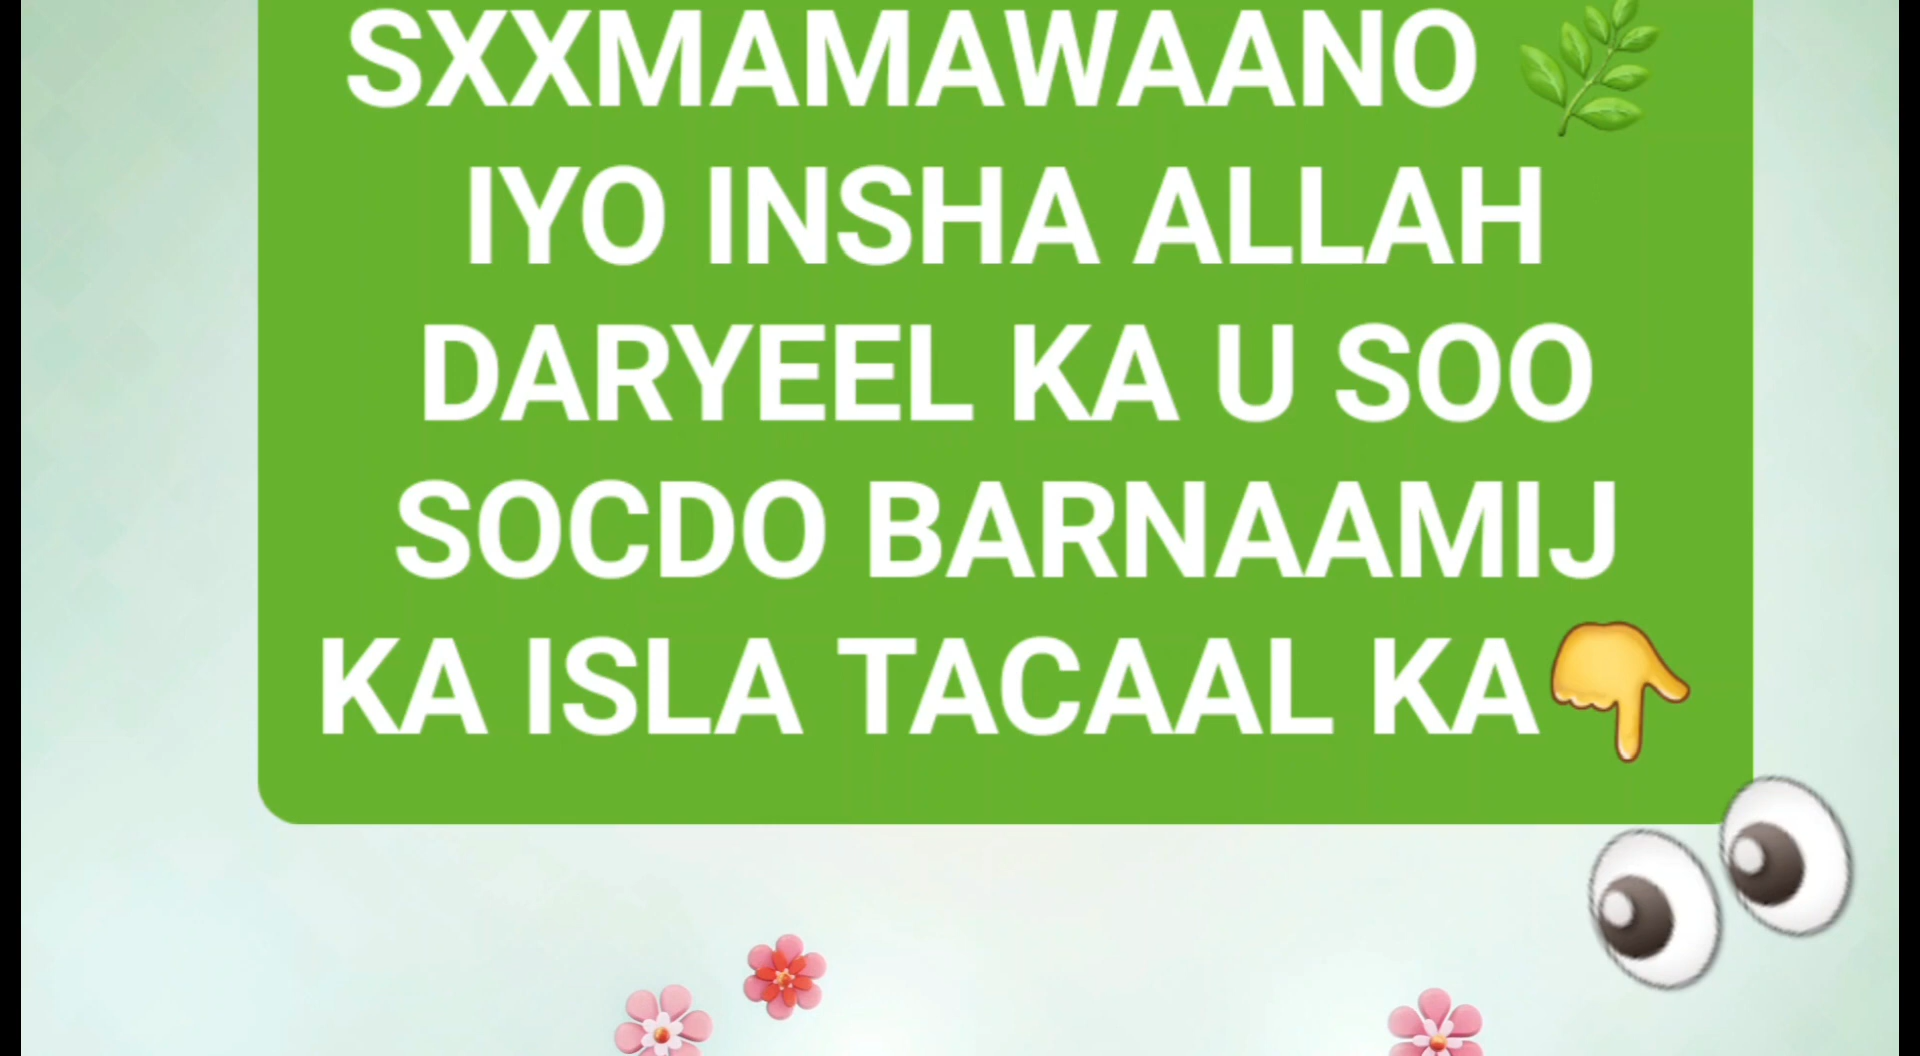 SXXMAMAWAANO 🌿
IYO INSHA ALLAH
DARYEEL KA U SOO
SOCDO BARNAAMIJ
KA ISLA TACAAL KA👇